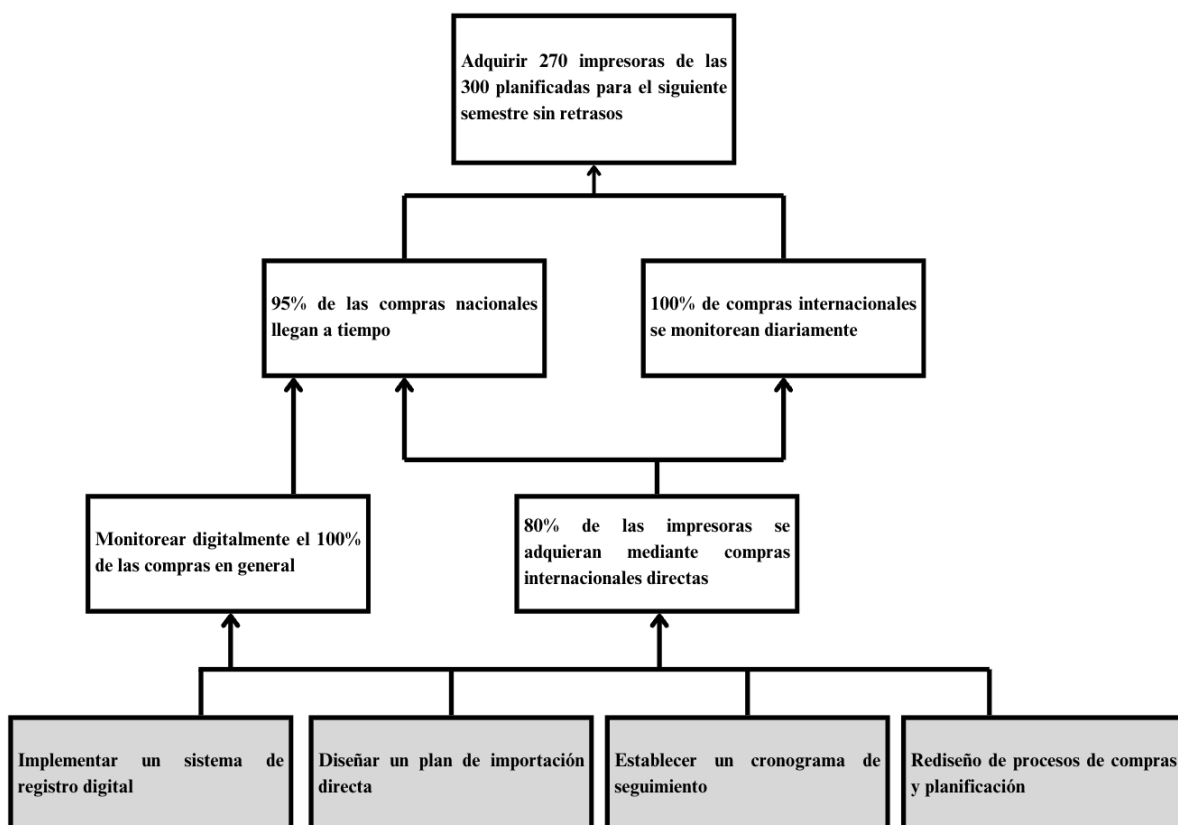 Adquirir 270 impresoras de las
300 planificadas para el siguiente
semestre sin retrasos
95% de las compras nacionales
llegan a tiempo
100% de compras internacionales
se monitorean diariamente
Monitorear digitalmente el 100%
de las compras en general
80% de las impresoras se
adquieran mediante compras
internacionales directas
Implementar un sistema de
registro digital
Diseñar un plan de importación
directa
Establecer un cronograma de
seguimiento
Rediseño de procesos de compras
y planificación